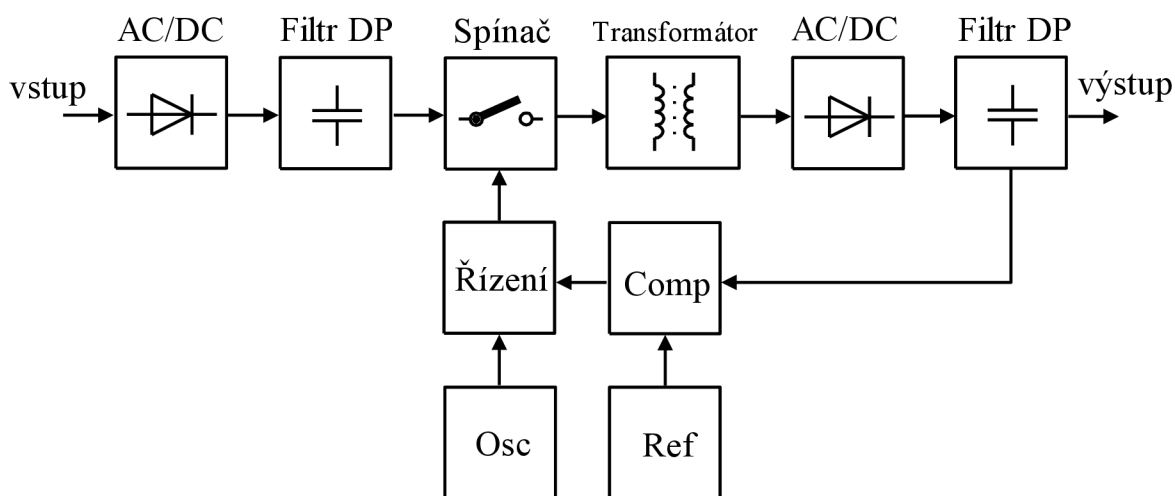 AC/DC
Filtr DP
Spínač
Transformátor
AC/DC
Filtr DP
vstup
výstup
Řízení
Comp
Osc
Ref